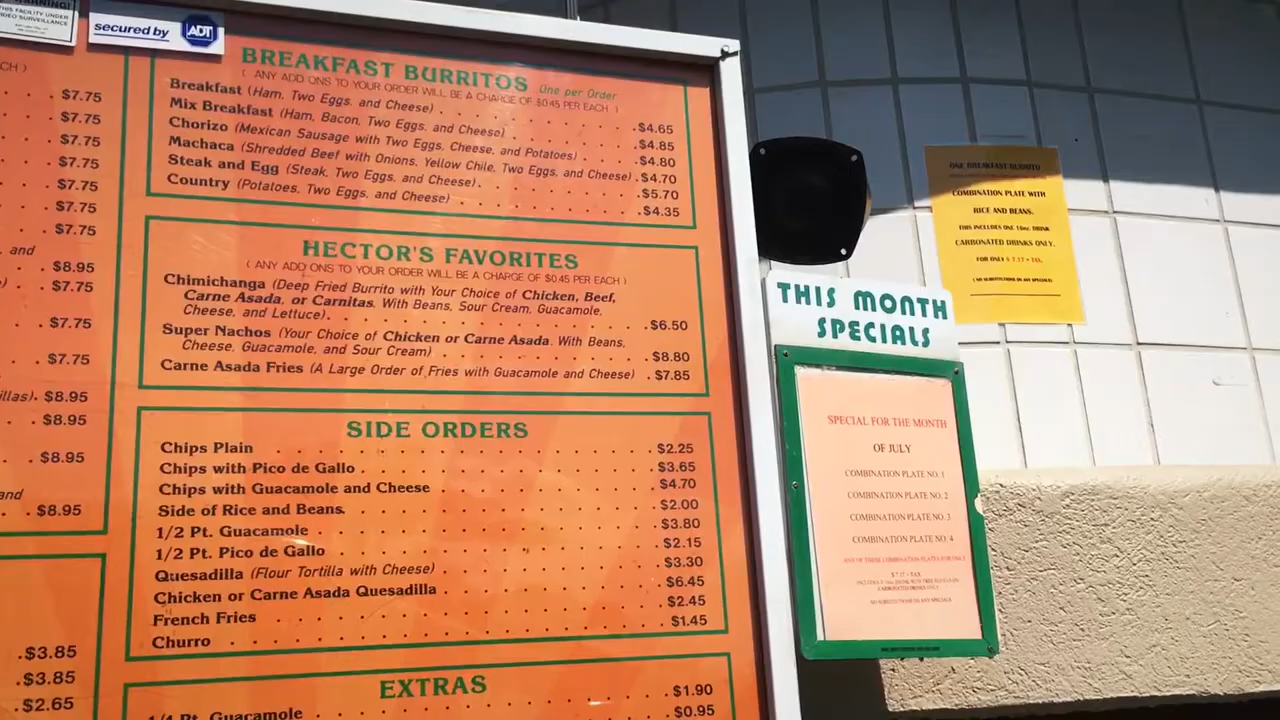 WARNING!
THIS FACILITY UNDER
VIDEO SURVEILLANCE
secured by ADT
CH )
$7.75
$7.75
$7.75
$7.75
$7.75
$7.75
$7.75
and
$8.95
$7.75
$7.75
$7.75
illas). $8.95
$8.95
$8.95
and
$8.95
.$3.85
.$3.85
.$2.65
BREAKFAST BURRITOS One per Order
( ANY ADD ONS TO YOUR ORDER WILL BE A CHARGE OF $0.45 PER EACH )
Breakfast (Ham, Two Eggs, and Cheese) $4.65
Mix Breakfast (Ham, Bacon, Two Eggs, and Cheese) $4.85
Chorizo (Mexican Sausage with Two Eggs, Cheese, and Potatoes) $4.80
Machaca (Shredded Beef with Onions, Yellow Chile, Two Eggs, and Cheese) $4.70
Steak and Egg (Steak, Two Eggs, and Cheese) $5.70
Country (Potatoes, Two Eggs, and Cheese) $4.35
HECTOR'S FAVORITES
( ANY ADD ONS TO YOUR ORDER WILL BE A CHARGE OF $0.45 PER EACH )
Chimichanga (Deep Fried Burrito with Your Choice of Chicken, Beef,
Carne Asada, or Carnitas. With Beans, Sour Cream, Guacamole,
Cheese, and Lettuce). $6.50
Super Nachos (Your Choice of Chicken or Carne Asada. With Beans,
Cheese, Guacamole, and Sour Cream) $8.80
Carne Asada Fries (A Large Order of Fries with Guacamole and Cheese) $7.85
SIDE ORDERS
Chips Plain $2.25
Chips with Pico de Gallo $3.65
Chips with Guacamole and Cheese $4.70
Side of Rice and Beans $2.00
1/2 Pt. Guacamole $3.80
1/2 Pt. Pico de Gallo $2.15
Quesadilla (Flour Tortilla with Cheese) $3.30
Chicken or Carne Asada Quesadilla $6.45
French Fries $2.45
Churro $1.45
EXTRAS
1/4 Pt. Guacamole $1.90
$0.95
ONE BREAKFAST BURRITO
COMBINATION PLATE WITH
RICE AND BEANS.
THIS INCLUDES ONE 16oz. DRINK
CARBONATED DRINKS ONLY.
FOR ONLY $ 7.17 + TAX.
( NO SUBSTITUTIONS ON ANY SPECIALS)
THIS MONTH
SPECIALS
SPECIAL FOR THE MONTH
OF JULY
COMBINATION PLATE NO. 1
COMBINATION PLATE NO. 2
COMBINATION PLATE NO. 3
COMBINATION PLATE NO. 4
ANY OF THESE COMBINATION PLATES FOR ONLY
$ 7.17 + TAX
CARBONATED DRINKS ONLY
NO SUBSTITUTIONS ON ANY SPECIALS